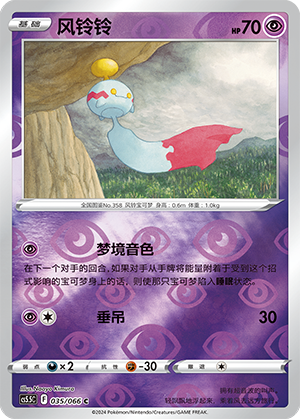 基础 风铃铃 HP70
全国图鉴No.358 风铃宝可梦 身高：0.6m 体重：1.0kg
梦境音色
在下一个对手的回合，如果对手从手牌将能量附着于受到这个招
式影响的宝可梦身上的话，则使那只宝可梦陷入睡眠状态。
垂吊 30
弱点 ×2 抵抗力 -30 撤退
Illus. Naoyo Kimura
CS5.5C F 035/066 C
©2024 Pokémon/Nintendo/Creatures/GAME FREAK.